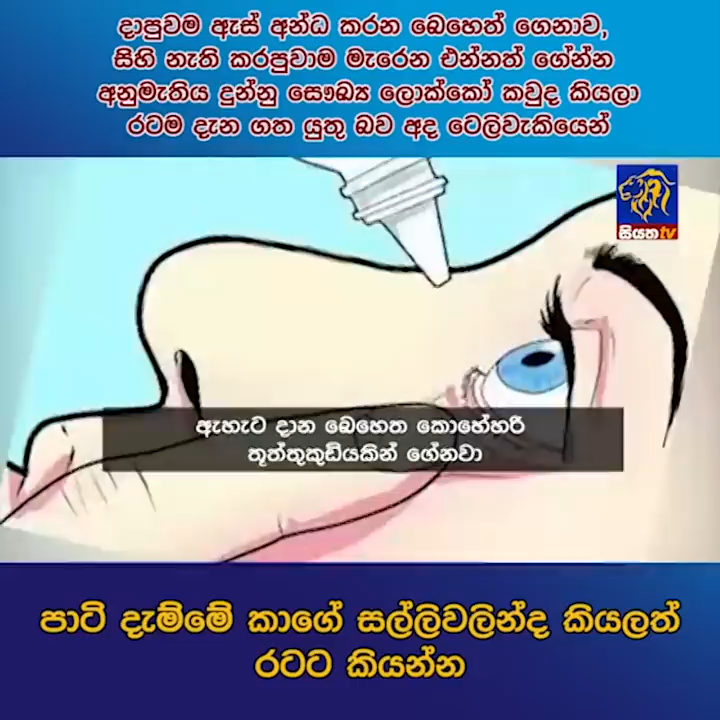 දාපුවම ඇස් අන්ධ කරන බෙහෙත් ගෙනාව,
සිහි නැති කරපුවාම මැරෙන එන්නත් ගේන්න
අනුමැතිය දුන්නු සෞඛ්‍ය ලොක්කෝ කවුද කියලා
රටම දැන ගත යුතු බව අද ටෙලිවැකියෙන්
සියත tv
ඇහැට දාන බෙහෙත කොහේහරි
තූත්තුකුඩියකින් ගේනවා
පාටි දැම්මේ කාගේ සල්ලිවලින්ද කියලත්
රටට කියන්න